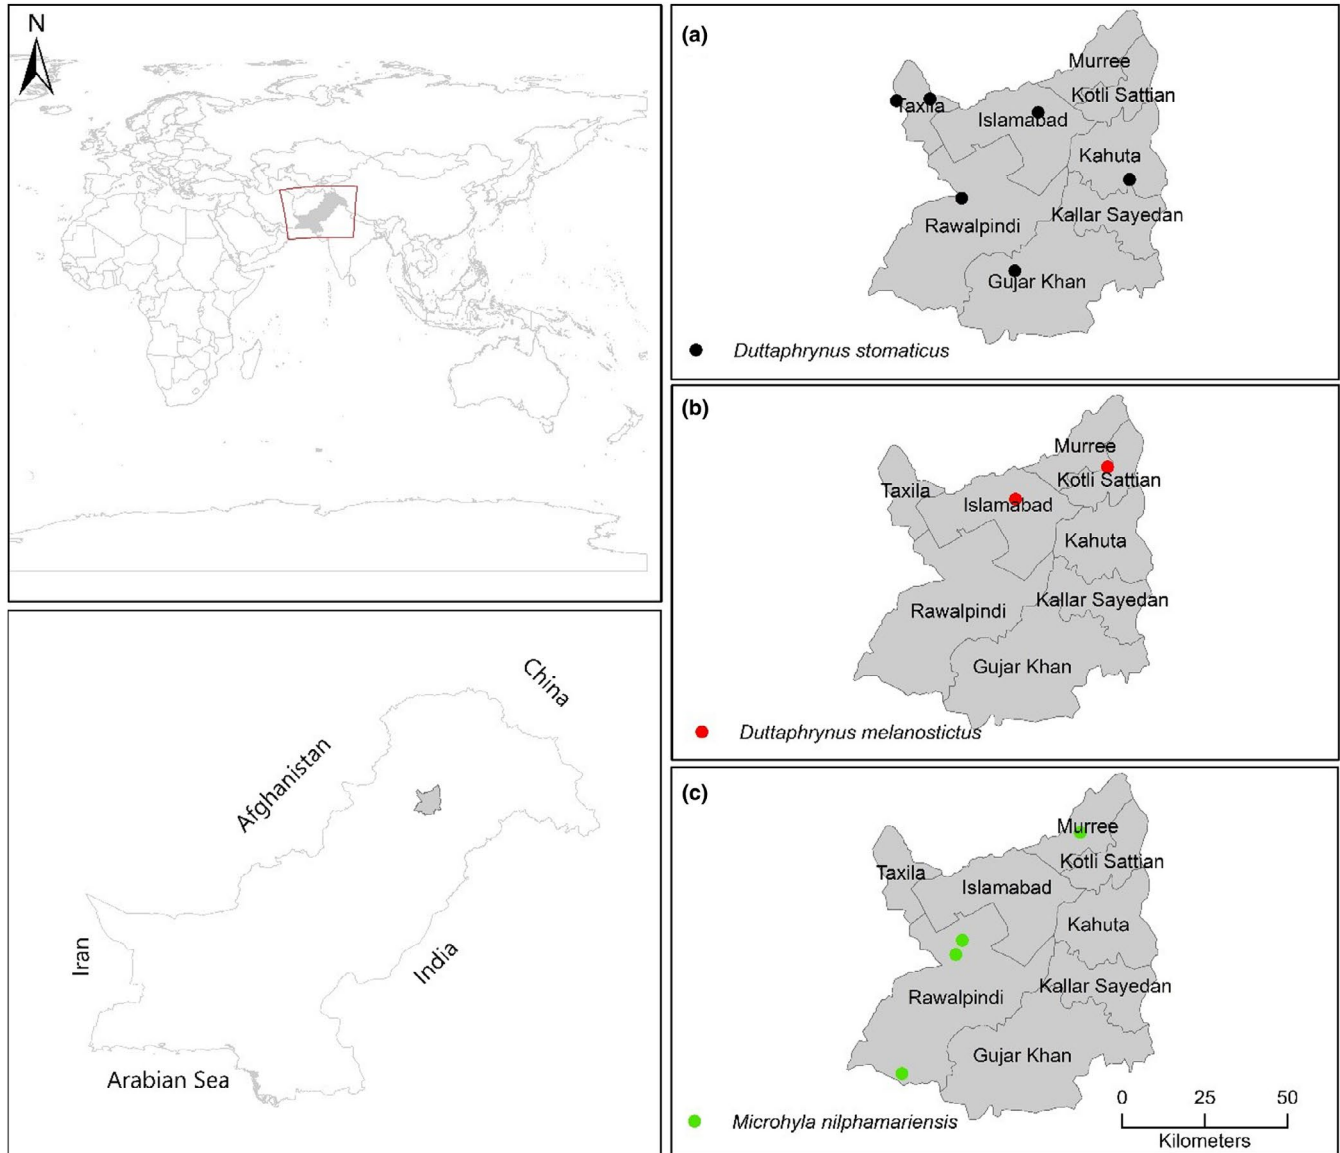 N
China
Afghanistan
Iran
India
Arabian Sea
(a)
Murree
Kotli Sattian
Taxila
Islamabad
Kahuta
Kallar Sayedan
Rawalpindi
Gujar Khan
Duttaphrynus stomaticus
(b)
Murree
Kotli Sattian
Taxila
Islamabad
Kahuta
Kallar Sayedan
Rawalpindi
Gujar Khan
Duttaphrynus melanostictus
(c)
Murree
Kotli Sattian
Taxila
Islamabad
Kahuta
Kallar Sayedan
Rawalpindi
Gujar Khan
0 25 50
Kilometers
Microhyla nilphamariensis